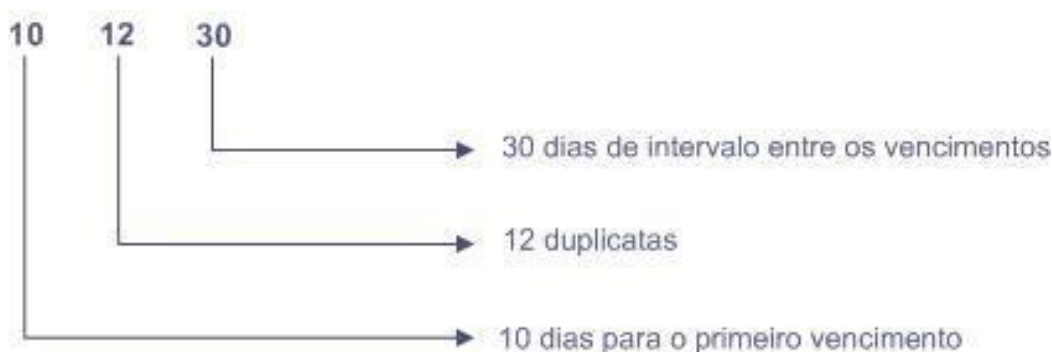 10 12 30
30 dias de intervalo entre os vencimentos
12 duplicatas
10 dias para o primeiro vencimento